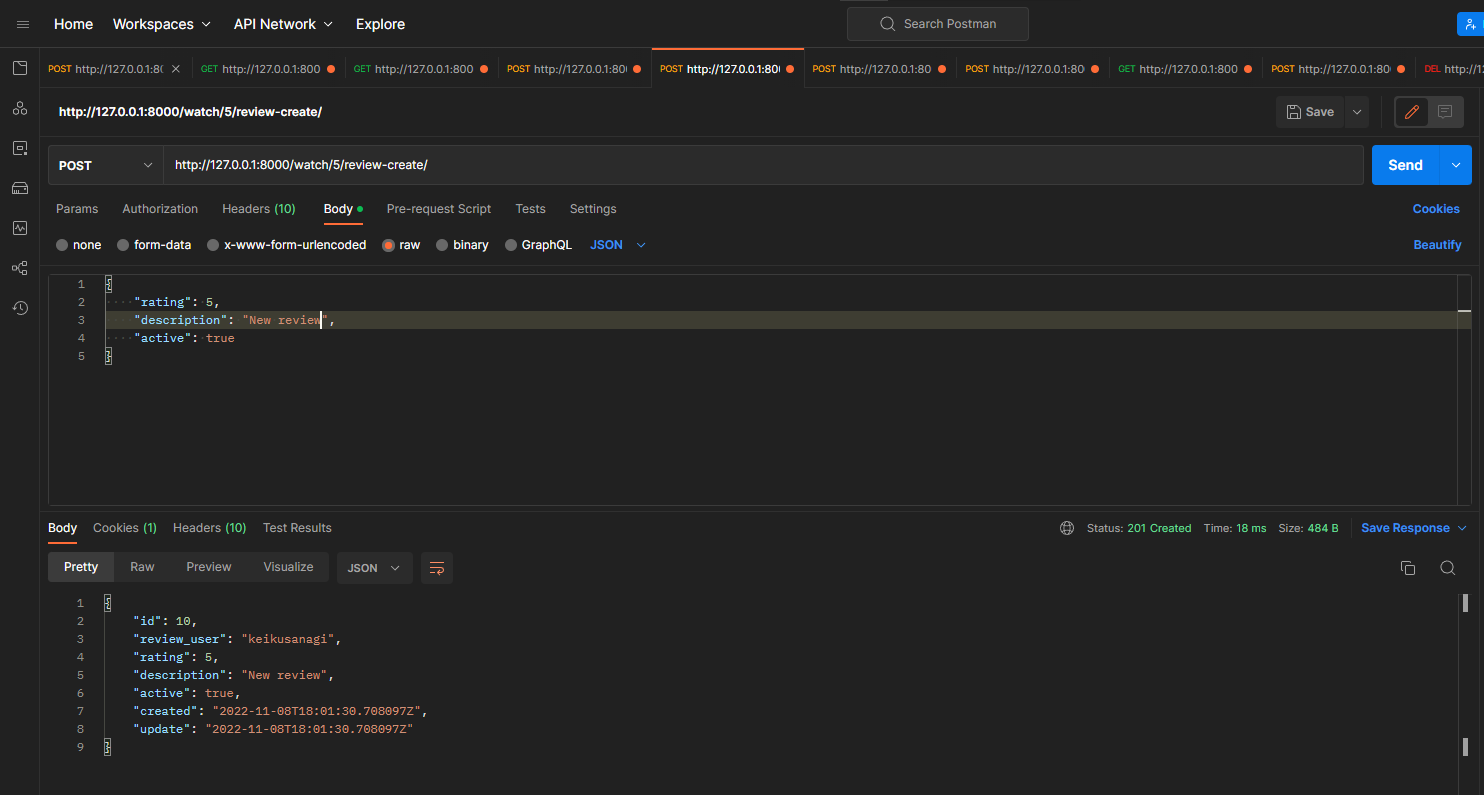 Home Workspaces API Network Explore Search Postman
POST http://127.0.0.1:80 GET http://127.0.0.1:800 GET http://127.0.0.1:800 POST http://127.0.0.1:80 POST http://127.0.0.1:80 POST http://127.0.0.1:80 POST http://127.0.0.1:80 GET http://127.0.0.1:800 POST http://127.0.0.1:80 DEL http://12
http://127.0.0.1:8000/watch/5/review-create/ Save
POST http://127.0.0.1:8000/watch/5/review-create/ Send
Params Authorization Headers (10) Body Pre-request Script Tests Settings Cookies
none form-data x-www-form-urlencoded raw binary GraphQL JSON Beautify
1 {
2 "rating": 5,
3 "description": "New review",
4 "active": true
5 }
Body Cookies (1) Headers (10) Test Results Status: 201 Created Time: 18 ms Size: 484 B Save Response
Pretty Raw Preview Visualize JSON
1 {
2 "id": 10,
3 "review_user": "keikusanagi",
4 "rating": 5,
5 "description": "New review",
6 "active": true,
7 "created": "2022-11-08T18:01:30.708097Z",
8 "update": "2022-11-08T18:01:30.708097Z"
9 }